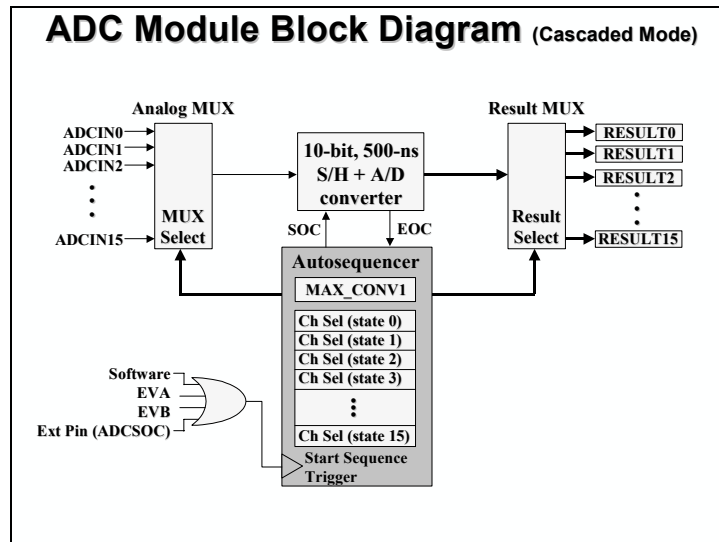 ADC Module Block Diagram (Cascaded Mode)
Analog MUX
Result MUX
ADCIN0
ADCIN1
ADCIN2
ADCIN15
MUX
Select
10-bit, 500-ns
S/H + A/D
converter
Result
Select
RESULT0
RESULT1
RESULT2
RESULT15
SOC
EOC
Autosequencer
MAX_CONV1
Ch Sel (state 0)
Ch Sel (state 1)
Ch Sel (state 2)
Ch Sel (state 3)
Ch Sel (state 15)
Start Sequence
Trigger
Software
EVA
EVB
Ext Pin (ADCSOC)